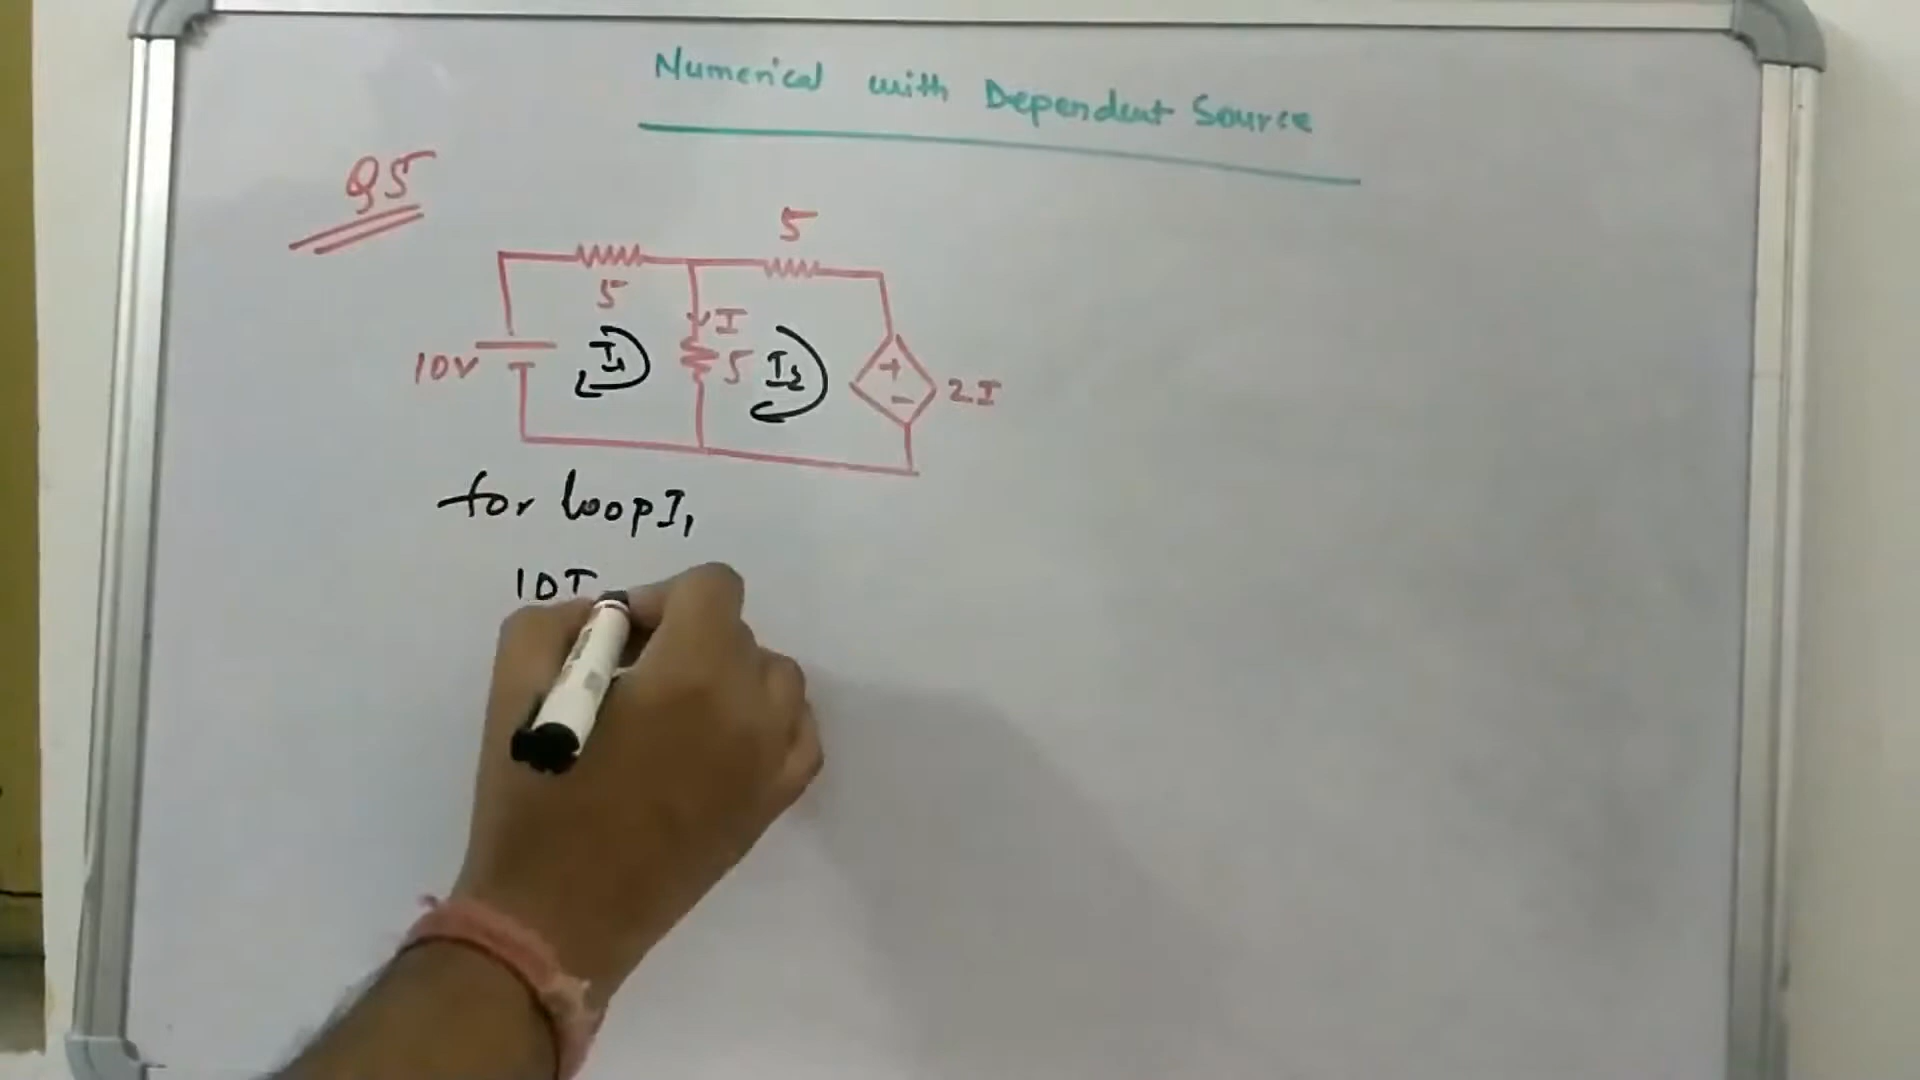 Numerical with Dependent Source
Q5
5
5
I
10V
I1
5
I2
+
-
2I
for loop I1
10I